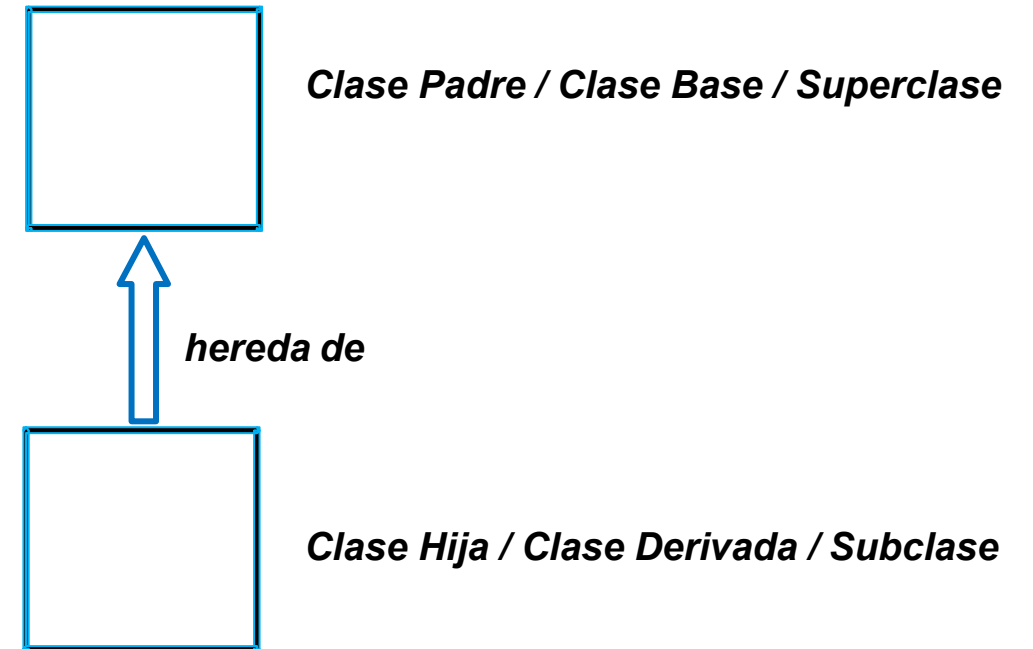 Clase Padre / Clase Base / Superclase
hereda de
Clase Hija / Clase Derivada / Subclase